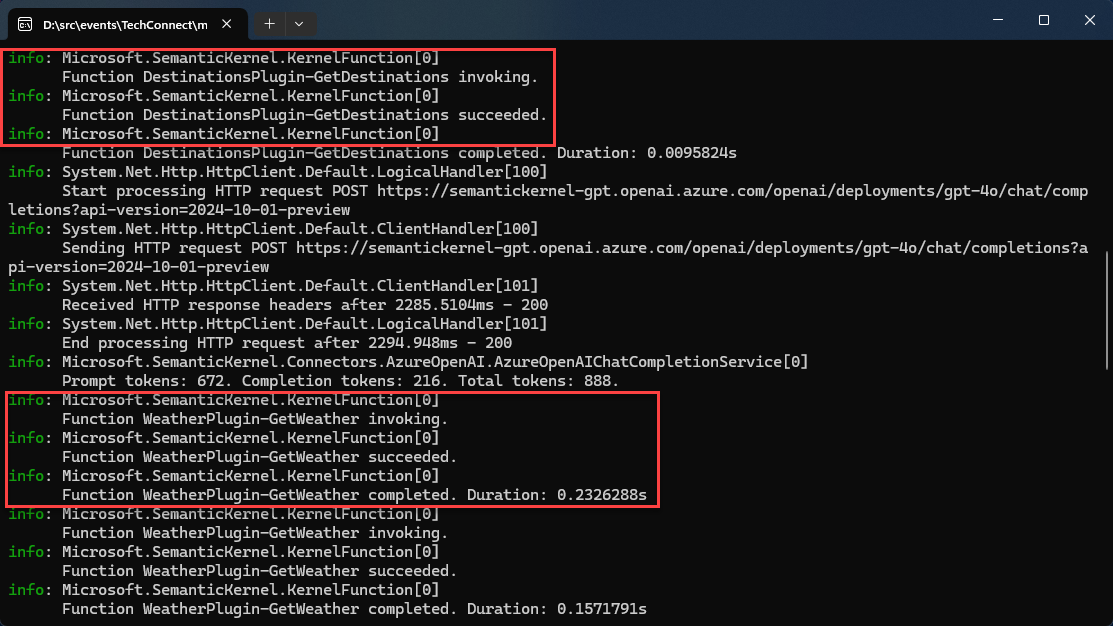 D:\src\events\TechConnect\m
info: Microsoft.SemanticKernel.KernelFunction[0]
Function DestinationsPlugin-GetDestinations invoking.
info: Microsoft.SemanticKernel.KernelFunction[0]
Function DestinationsPlugin-GetDestinations succeeded.
info: Microsoft.SemanticKernel.KernelFunction[0]
Function DestinationsPlugin-GetDestinations completed. Duration: 0.0095824s
info: System.Net.Http.HttpClient.Default.LogicalHandler[100]
Start processing HTTP request POST https://semantickernel-gpt.openai.azure.com/openai/deployments/gpt-4o/chat/comp
letions?api-version=2024-10-01-preview
info: System.Net.Http.HttpClient.Default.ClientHandler[100]
Sending HTTP request POST https://semantickernel-gpt.openai.azure.com/openai/deployments/gpt-4o/chat/completions?a
pi-version=2024-10-01-preview
info: System.Net.Http.HttpClient.Default.ClientHandler[101]
Received HTTP response headers after 2285.5104ms - 200
info: System.Net.Http.HttpClient.Default.LogicalHandler[101]
End processing HTTP request after 2294.948ms - 200
info: Microsoft.SemanticKernel.Connectors.AzureOpenAI.AzureOpenAIChatCompletionService[0]
Prompt tokens: 672. Completion tokens: 216. Total tokens: 888.
info: Microsoft.SemanticKernel.KernelFunction[0]
Function WeatherPlugin-GetWeather invoking.
info: Microsoft.SemanticKernel.KernelFunction[0]
Function WeatherPlugin-GetWeather succeeded.
info: Microsoft.SemanticKernel.KernelFunction[0]
Function WeatherPlugin-GetWeather completed. Duration: 0.2326288s
info: Microsoft.SemanticKernel.KernelFunction[0]
Function WeatherPlugin-GetWeather invoking.
info: Microsoft.SemanticKernel.KernelFunction[0]
Function WeatherPlugin-GetWeather succeeded.
info: Microsoft.SemanticKernel.KernelFunction[0]
Function WeatherPlugin-GetWeather completed. Duration: 0.1571791s